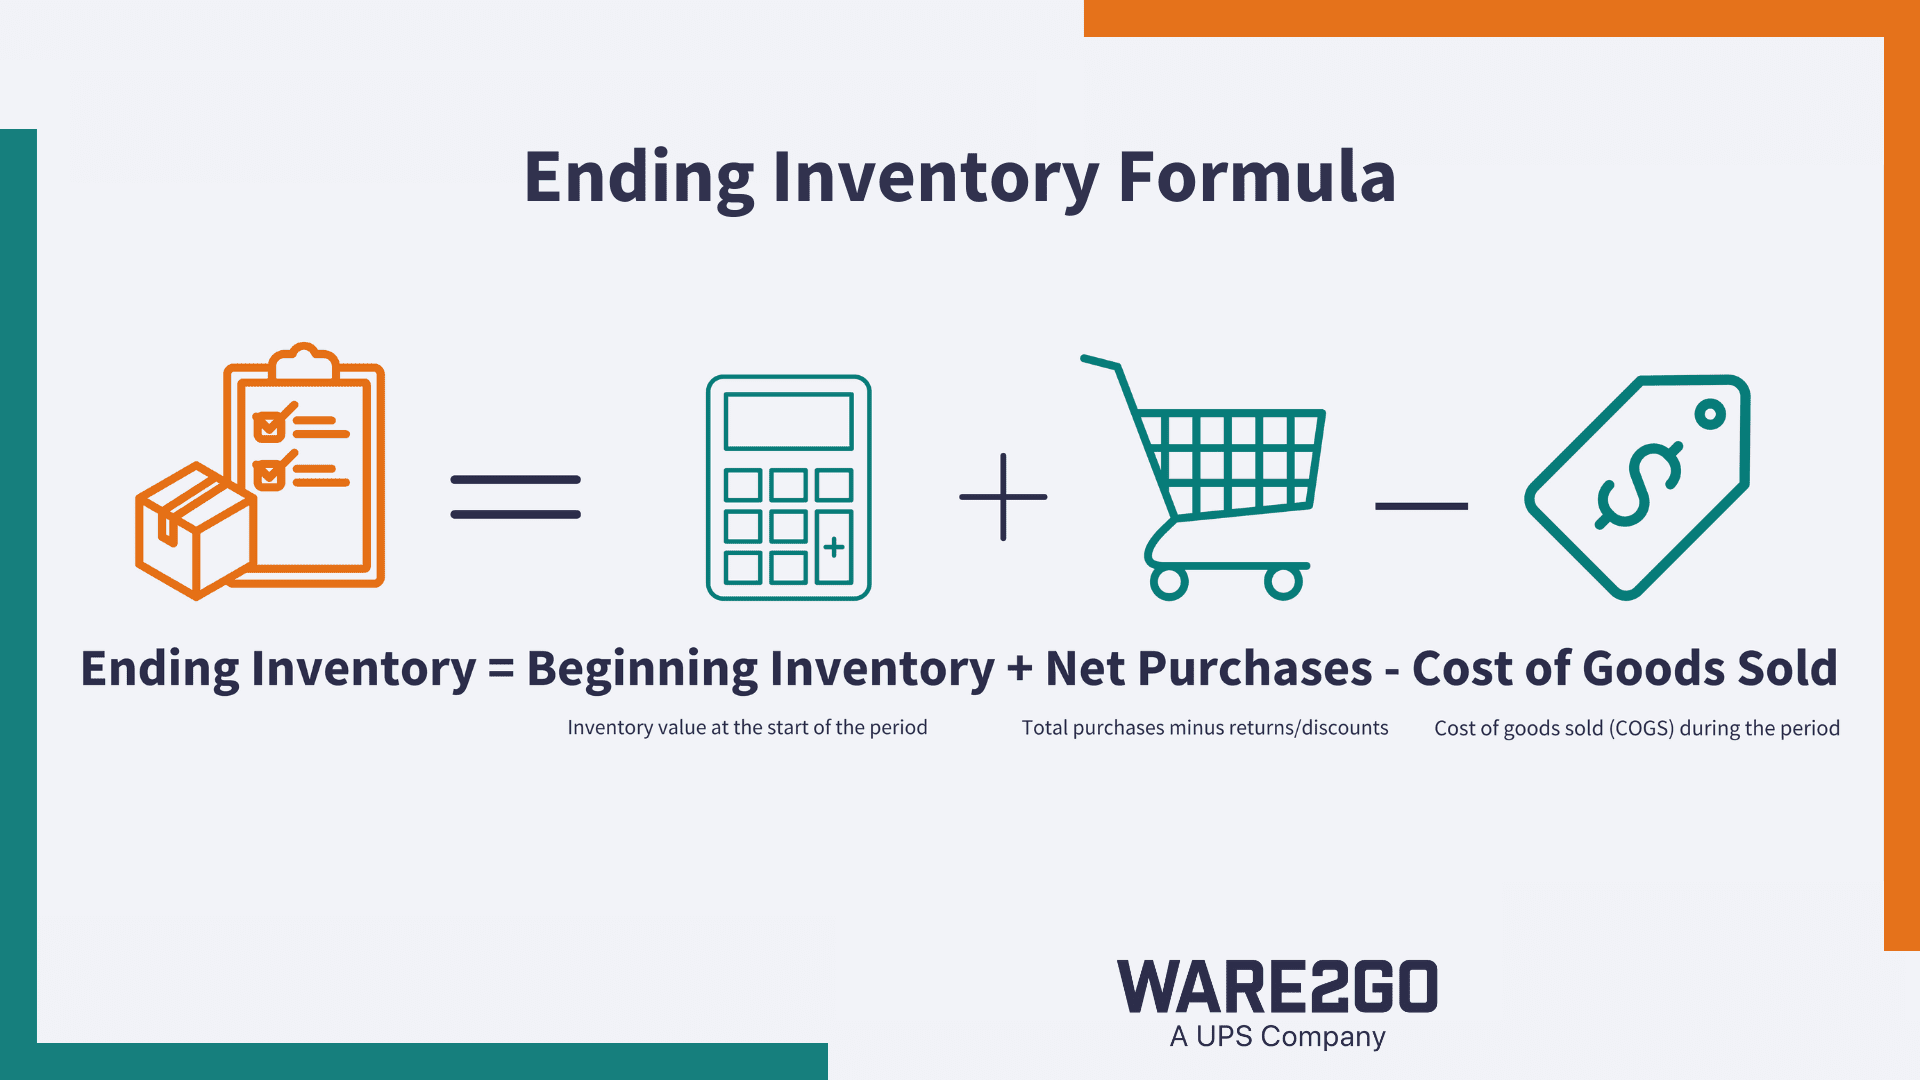 Ending Inventory Formula
Ending Inventory = Beginning Inventory + Net Purchases - Cost of Goods Sold
Inventory value at the start of the period
Total purchases minus returns/discounts
Cost of goods sold (COGS) during the period
WARE2GO
A UPS Company